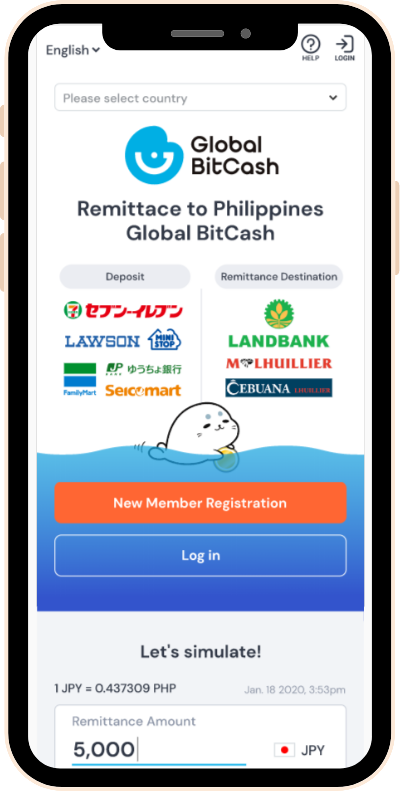 English
HELP
LOGIN
Please select country
Global
BitCash
Remittace to Philippines
Global BitCash
Deposit
Remittance Destination
7
セブン-イレブン
LAWSON
MINI
STOP
LANDBANK
JP ゆうちょ銀行
MLHUILLIER
FamilyMart
Seicomart
CEBUANA LHUILLIER
New Member Registration
Log in
Let's simulate!
1 JPY = 0.437309 PHP
Jan. 18 2020, 3:53pm
Remittance Amount
5,000
JPY